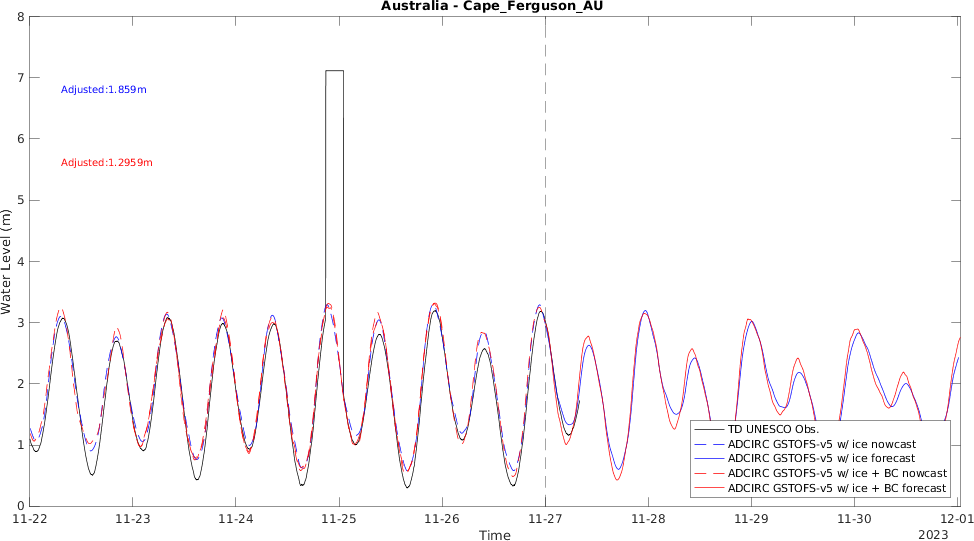 Australia - Cape_Ferguson_AU
8
7
Adjusted:1.859m
6
Adjusted:1.2959m
5
4
3
2
1
0
Water Level (m)
TD UNESCO Obs.
ADCIRC GSTOFS-v5 w/ ice nowcast
ADCIRC GSTOFS-v5 w/ ice forecast
ADCIRC GSTOFS-v5 w/ ice + BC nowcast
ADCIRC GSTOFS-v5 w/ ice + BC forecast
11-22 11-23 11-24 11-25 11-26 11-27 11-28 11-29 11-30 12-01
Time
2023